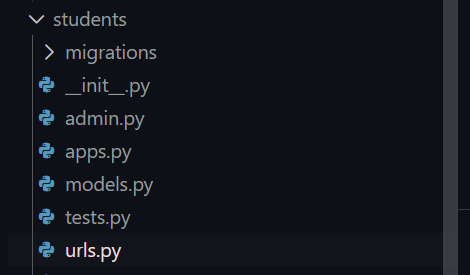 students
migrations
__init__.py
admin.py
apps.py
models.py
tests.py
urls.py